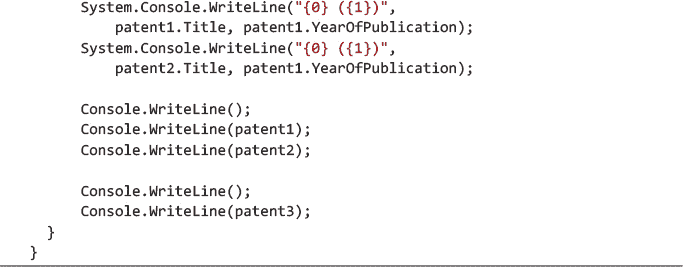 System.Console.WriteLine("{0} ({1})",
patent1.Title, patent1.YearOfPublication);
System.Console.WriteLine("{0} ({1})",
patent2.Title, patent1.YearOfPublication);
Console.WriteLine();
Console.WriteLine(patent1);
Console.WriteLine(patent2);
Console.WriteLine();
Console.WriteLine(patent3);
}
}